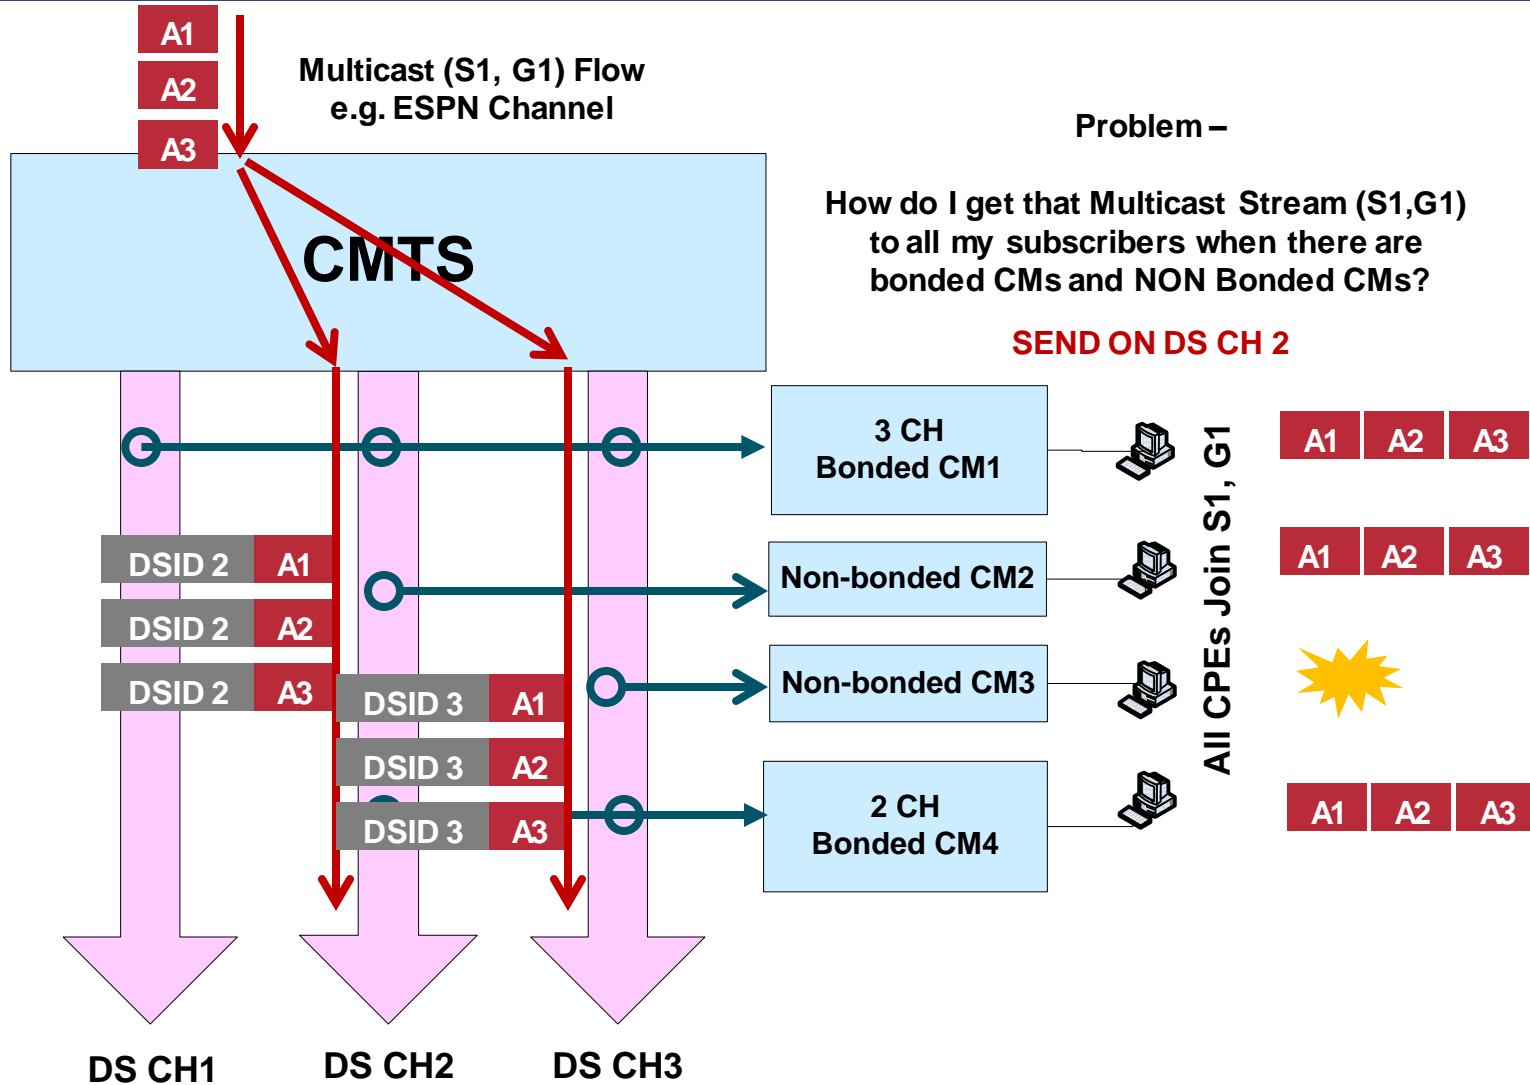 A1
A2
A3
Multicast (S1, G1) Flow
e.g. ESPN Channel
CMTS
Problem –
How do I get that Multicast Stream (S1,G1)
to all my subscribers when there are
bonded CMs and NON Bonded CMs?
SEND ON DS CH 2
3 CH
Bonded CM1
A1 A2 A3
DSID 2 A1
DSID 2 A2
DSID 2 A3
Non-bonded CM2
A1 A2 A3
Non-bonded CM3
DSID 3 A1
DSID 3 A2
DSID 3 A3
2 CH
Bonded CM4
A1 A2 A3
All CPEs Join S1, G1
DS CH1
DS CH2
DS CH3